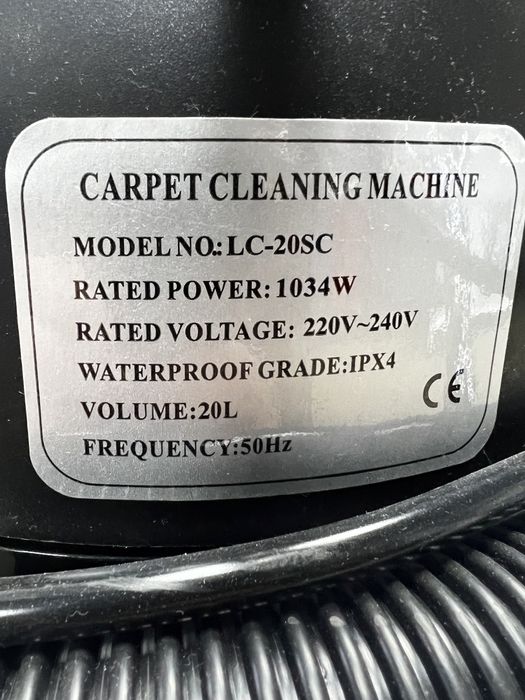 CARPET CLEANING MACHINE
MODEL NO.: LC-20SC
RATED POWER: 1034W
RATED VOLTAGE: 220V~240V
WATERPROOF GRADE:IPX4
VOLUME:20L
CE
FREQUENCY:50Hz